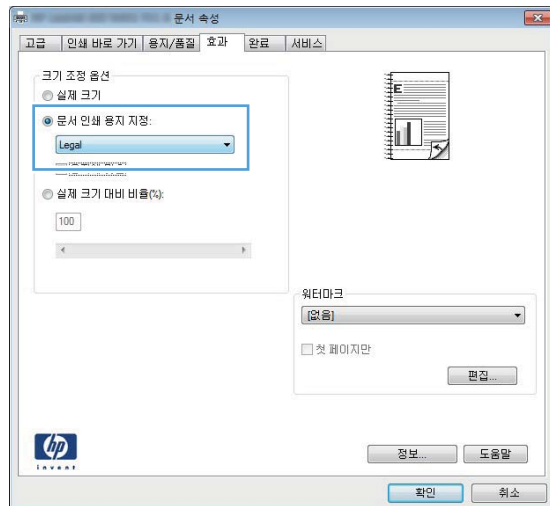 문서 속성
고급 인쇄 바로 가기 용지/품질 효과 완료 서비스
크기 조정 옵션
실제 크기
문서 인쇄 용지 지정:
Legal
실제 크기 대비 비율(%):
100
E
워터마크
[없음]
첫 페이지만
편집...
hp
invent
정보... 도움말
확인 취소